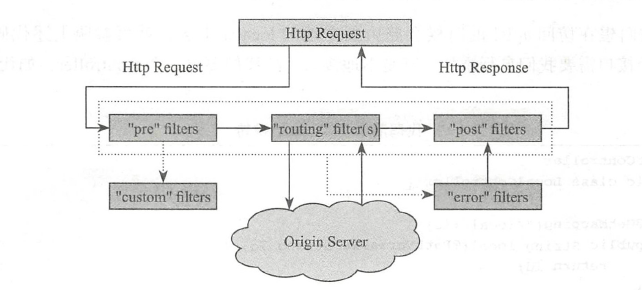 Http Request
Http Request
Http Response
"pre" filters
"routing" filter(s)
"post" filters
"custom" filters
"error" filters
Origin Server